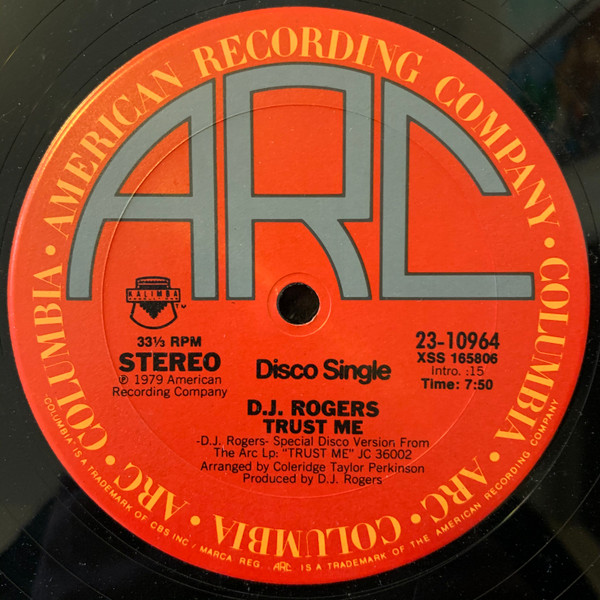 AMERICAN RECORDING COMPANY • COLUMBIA • ARC • COLUMBIA • ARC • COLUMBIA •
ARC
KALIMBA
PRODUCTIONS
TM
33⅓ RPM
STEREO
Ⓟ 1979 American
Recording Company
Disco Single
23-10964
XSS 165806
Intro. :15
Time: 7:50
D.J. ROGERS
TRUST ME
-D.J. Rogers- Special Disco Version From
The Arc Lp: "TRUST ME" JC 36002
Arranged by Coleridge Taylor Perkinson
Produced by D.J. Rogers
"COLUMBIA" IS A TRADEMARK OF CBS INC / MARCA REG. ARC IS A TRADEMARK OF THE AMERICAN RECORDING COMPANY